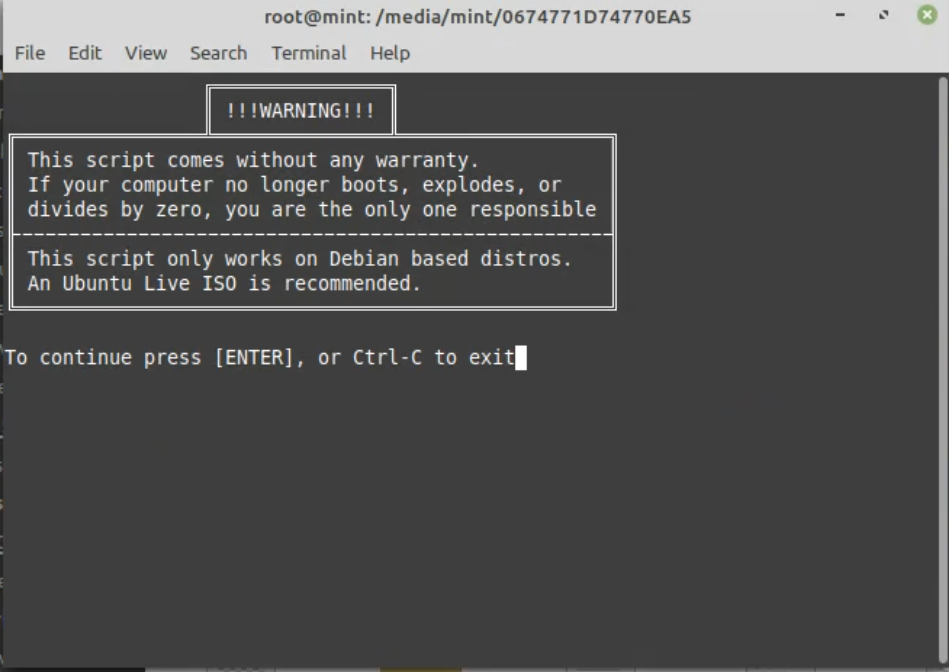 root@mint: /media/mint/0674771D74770EA5
File Edit View Search Terminal Help
!!!WARNING!!!
This script comes without any warranty.
If your computer no longer boots, explodes, or
divides by zero, you are the only one responsible
This script only works on Debian based distros.
An Ubuntu Live ISO is recommended.
To continue press [ENTER], or Ctrl-C to exit